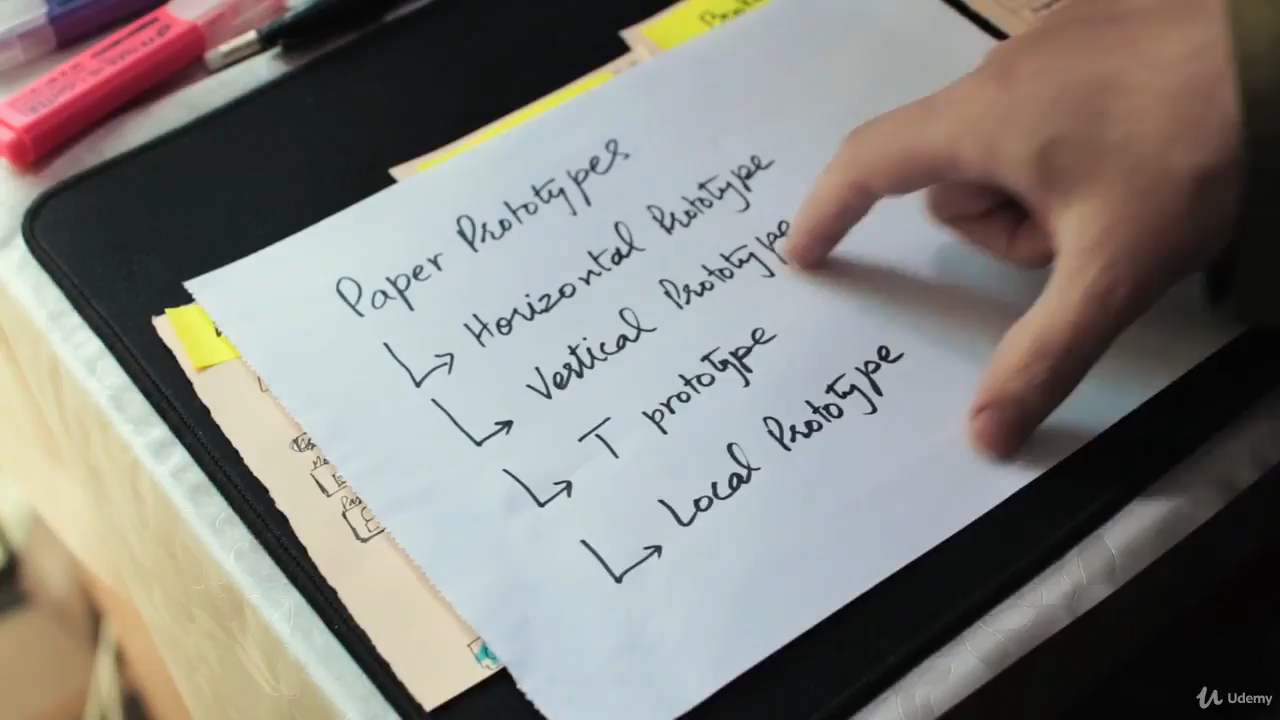 Paper Prototypes
Horizontal Prototype
Vertical Prototype
T prototype
Local Prototype
Udemy